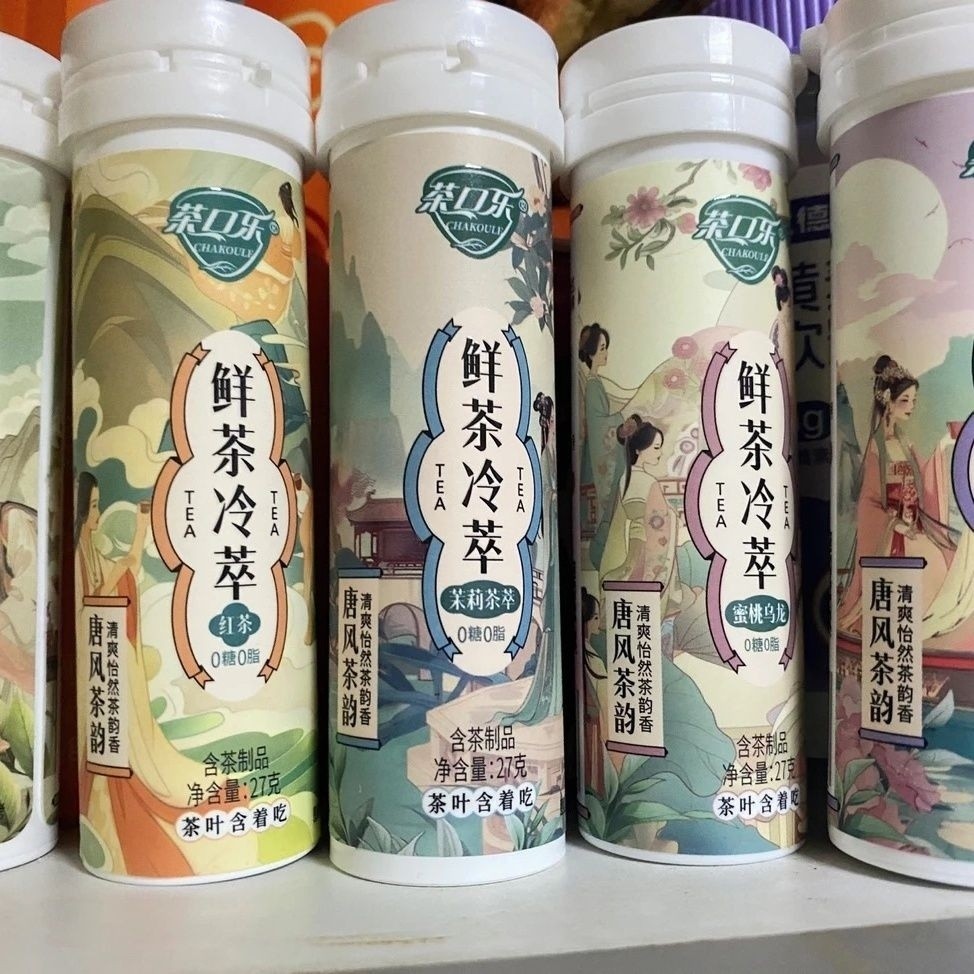 茶口乐®
CHAKOULE
鲜茶冷萃
TEA
TEA
红茶
0糖0脂
唐风茶韵
清爽怡然茶韵香
含茶制品
净含量:27克
茶叶含着吃
茶口乐®
CHAKOULE
鲜茶冷萃
TEA
TEA
茉莉茶萃
0糖0脂
唐风茶韵
清爽怡然茶韵香
含茶制品
净含量:27克
茶叶含着吃
茶口乐
CHAKOULE
鲜茶冷萃
TEA
TEA
蜜桃乌龙
0糖0脂
唐风茶韵
清爽怡然茶韵香
含茶制品
净含量:27克
茶叶含着吃
唐风茶韵
清爽怡然茶韵香
德